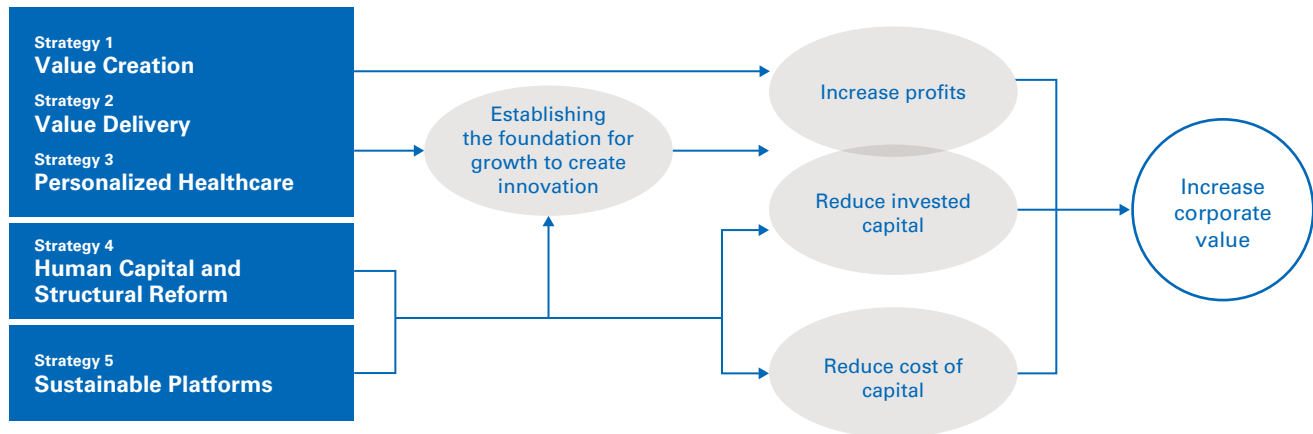 Strategy 1
Value Creation
Strategy 2
Value Delivery
Strategy 3
Personalized Healthcare
Strategy 4
Human Capital and
Structural Reform
Strategy 5
Sustainable Platforms
Establishing
the foundation for
growth to create
innovation
Increase profits
Reduce invested
capital
Reduce cost of
capital
Increase
corporate
value